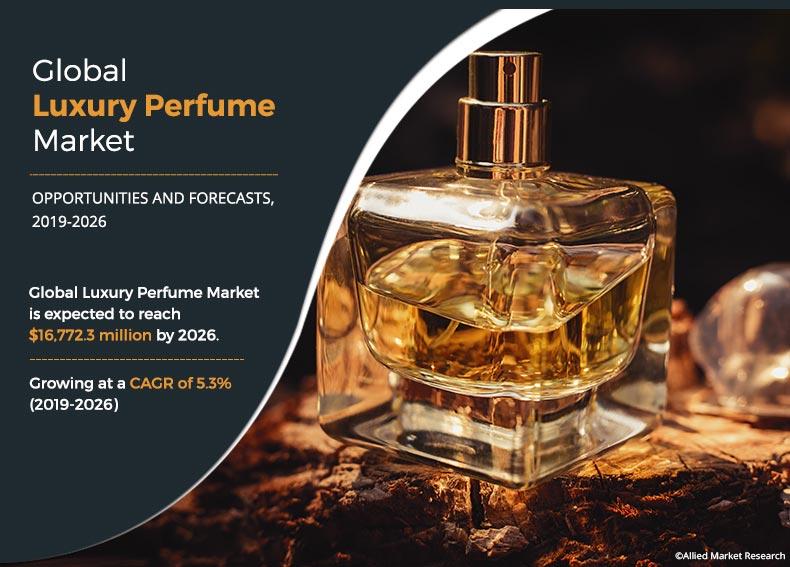 Global
Luxury Perfume
Market
OPPORTUNITIES AND FORECASTS,
2019-2026
Global Luxury Perfume Market
is expected to reach
$16,772.3 million by 2026.
Growing at a CAGR of 5.3%
(2019-2026)
©Allied Market Research